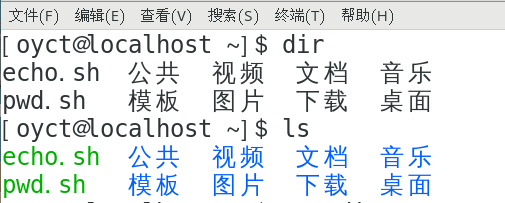 文件(F) 编辑(E) 查看(V) 搜索(S) 终端(T) 帮助(H)
[oyct@localhost ~]$ dir
echo.sh 公共 视频 文档 音乐
pwd.sh 模板 图片 下载 桌面
[oyct@localhost ~]$ ls
echo.sh 公共 视频 文档 音乐
pwd.sh 模板 图片 下载 桌面